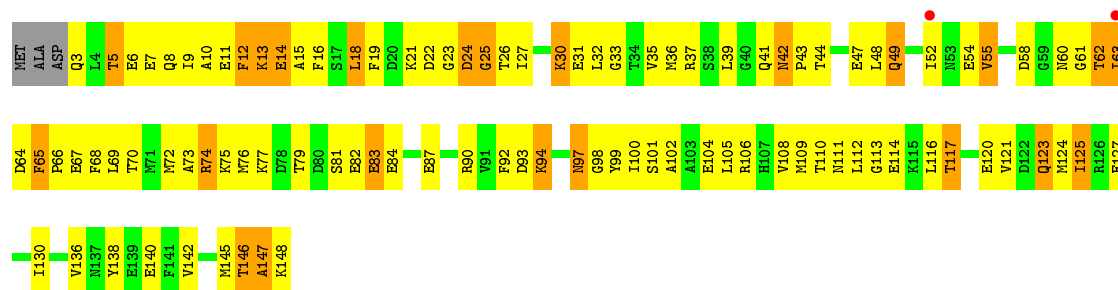 MET ALA ASP Q3 L4 T5 E6 E7 Q8 I9 A10 E11 F12 K13 E14 A15 F16 S17 L18 F19 D20 K21 D22 G23 D24 G25 T26 I27 K30 E31 L32 G33 T34 V35 M36 R37 S38 L39 G40 Q41 N42 P43 T44 E47 L48 Q49 I52 N53 E54 V55 D58 G59 N60 G61 T62 I63
D64 F65 P66 E67 F68 L69 T70 M71 M72 A73 R74 K75 M76 K77 D78 T79 D80 S81 E82 E83 E84 E87 R90 V91 F92 D93 K94 N97 G98 Y99 I100 S101 A102 A103 E104 L105 R106 H107 V108 M109 T110 N111 L112 G113 E114 K115 L116 T117 E120 V121 D122 Q123 M124 I125 R126 E127
I130 V136 N137 Y138 E139 E140 F141 V142 M145 T146 A147 K148